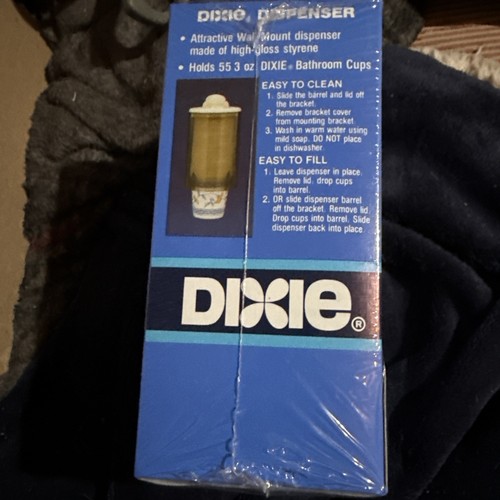 DIXIE® DISPENSER
• Attractive Wall Mount dispenser
made of high-gloss styrene
• Holds 55 3 oz DIXIE® Bathroom Cups
EASY TO CLEAN
1. Slide the barrel and lid off
the bracket.
2. Remove bracket cover
from mounting bracket.
3. Wash in warm water using
mild soap. DO NOT place
in dishwasher.
EASY TO FILL
1. Leave dispenser in place.
Remove lid. drop cups
into barrel.
2. OR slide dispenser barrel
off the bracket. Remove lid.
Drop cups into barrel. Slide
dispenser back into place.
DIXIE®